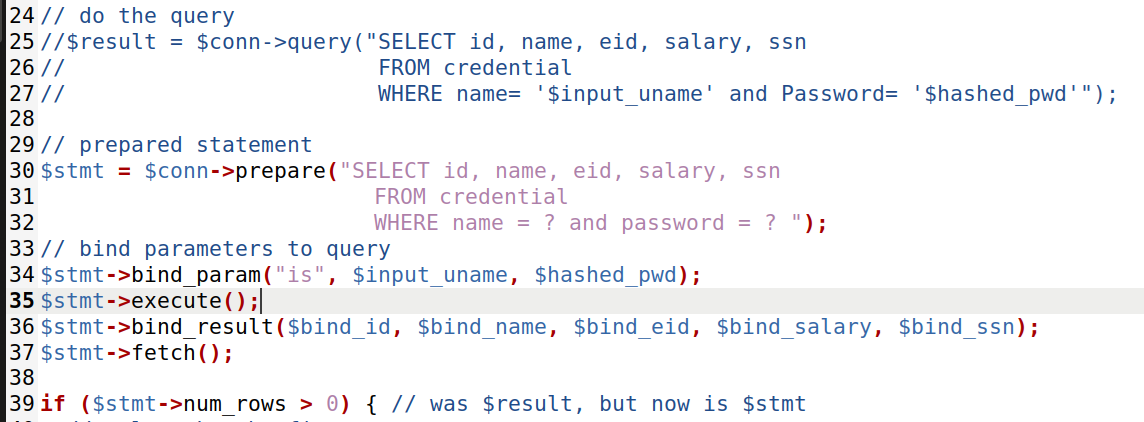 24 // do the query
25 //$result = $conn->query("SELECT id, name, eid, salary, ssn
26 //                        FROM credential
27 //                        WHERE name= '$input_uname' and Password= '$hashed_pwd'");
28
29 // prepared statement
30 $stmt = $conn->prepare("SELECT id, name, eid, salary, ssn
31                          FROM credential
32                          WHERE name = ? and password = ? ");
33 // bind parameters to query
34 $stmt->bind_param("is", $input_uname, $hashed_pwd);
35 $stmt->execute();
36 $stmt->bind_result($bind_id, $bind_name, $bind_eid, $bind_salary, $bind_ssn);
37 $stmt->fetch();
38
39 if ($stmt->num_rows > 0) { // was $result, but now is $stmt